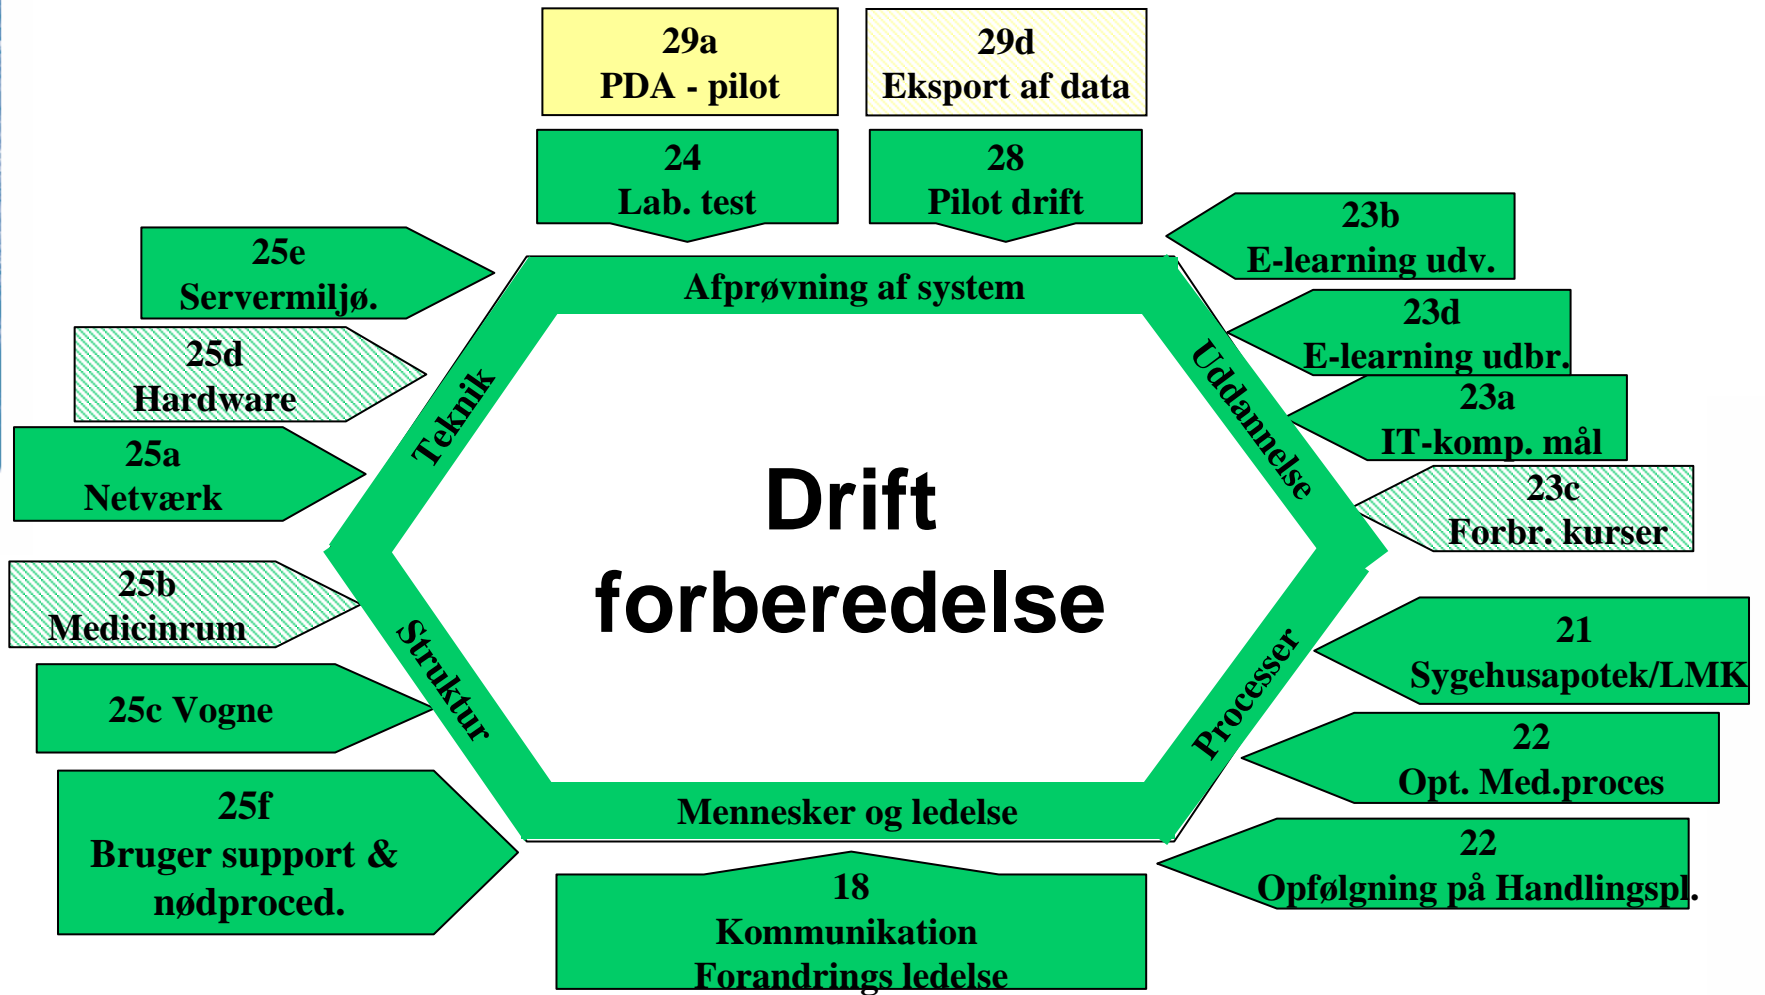 29a
PDA - pilot
29d
Eksport af data
24
Lab. test
28
Pilot drift
23b
E-learning udv.
25e
Servermiljø.
Afprøvning af system
23d
E-learning udbr.
25d
Hardware
Teknik
Uddannelse
23a
IT-komp. mål
25a
Netværk
23c
Forbr. kurser
Drift
forberedelse
25b
Medicinrum
Struktur
Processer
21
Sygehusapotek/LMK
25c Vogne
22
Opt. Med.proces
25f
Bruger support &
nødproced.
Mennesker og ledelse
22
Opfølgning på Handlingspl.
18
Kommunikation
Forandrings ledelse